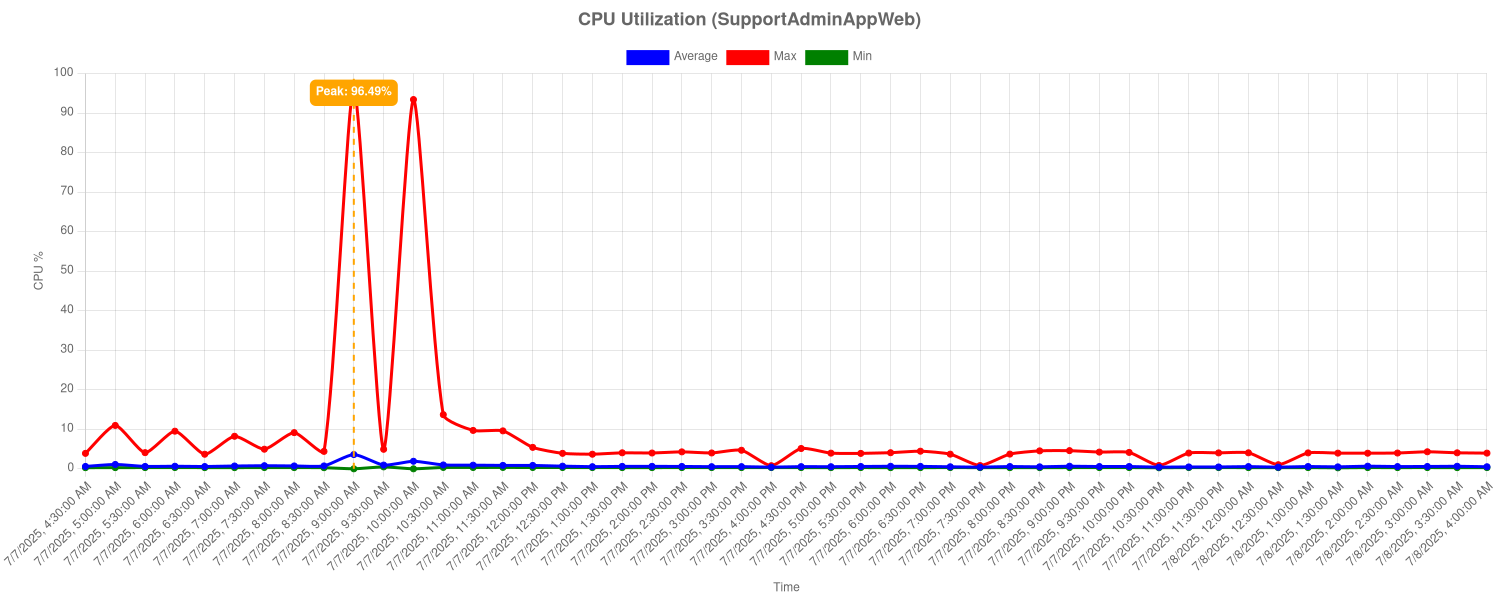 CPU Utilization (SupportAdminAppWeb)
Average
Max
Min
Peak: 96.49%
CPU %
100
90
80
70
60
50
40
30
20
10
0
7/7/2025, 4:30:00 AM
7/7/2025, 5:00:00 AM
7/7/2025, 5:30:00 AM
7/7/2025, 6:00:00 AM
7/7/2025, 6:30:00 AM
7/7/2025, 7:00:00 AM
7/7/2025, 7:30:00 AM
7/7/2025, 8:00:00 AM
7/7/2025, 8:30:00 AM
7/7/2025, 9:00:00 AM
7/7/2025, 9:30:00 AM
7/7/2025, 10:00:00 AM
7/7/2025, 10:30:00 AM
7/7/2025, 11:00:00 AM
7/7/2025, 11:30:00 AM
7/7/2025, 12:00:00 PM
7/7/2025, 12:30:00 PM
7/7/2025, 1:00:00 PM
7/7/2025, 1:30:00 PM
7/7/2025, 2:00:00 PM
7/7/2025, 2:30:00 PM
7/7/2025, 3:00:00 PM
7/7/2025, 3:30:00 PM
7/7/2025, 4:00:00 PM
7/7/2025, 4:30:00 PM
7/7/2025, 5:00:00 PM
7/7/2025, 5:30:00 PM
7/7/2025, 6:00:00 PM
7/7/2025, 6:30:00 PM
7/7/2025, 7:00:00 PM
7/7/2025, 7:30:00 PM
7/7/2025, 8:00:00 PM
7/7/2025, 8:30:00 PM
7/7/2025, 9:00:00 PM
7/7/2025, 9:30:00 PM
7/7/2025, 10:00:00 PM
7/7/2025, 10:30:00 PM
7/7/2025, 11:00:00 PM
7/7/2025, 11:30:00 PM
7/8/2025, 12:00:00 AM
7/8/2025, 12:30:00 AM
7/8/2025, 1:00:00 AM
7/8/2025, 1:30:00 AM
7/8/2025, 2:00:00 AM
7/8/2025, 2:30:00 AM
7/8/2025, 3:00:00 AM
7/8/2025, 3:30:00 AM
7/8/2025, 4:00:00 AM
Time